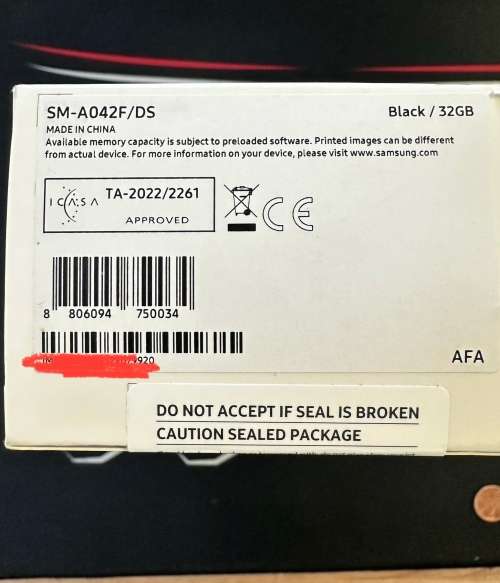 SM-A042F/DS
Black / 32GB
MADE IN CHINA
Available memory capacity is subject to preloaded software. Printed images can be different
from actual device. For more information on your device, please visit www.samsung.com
ICASA TA-2022/2261
APPROVED
CE
8 806094 750034
920
AFA
DO NOT ACCEPT IF SEAL IS BROKEN
CAUTION SEALED PACKAGE